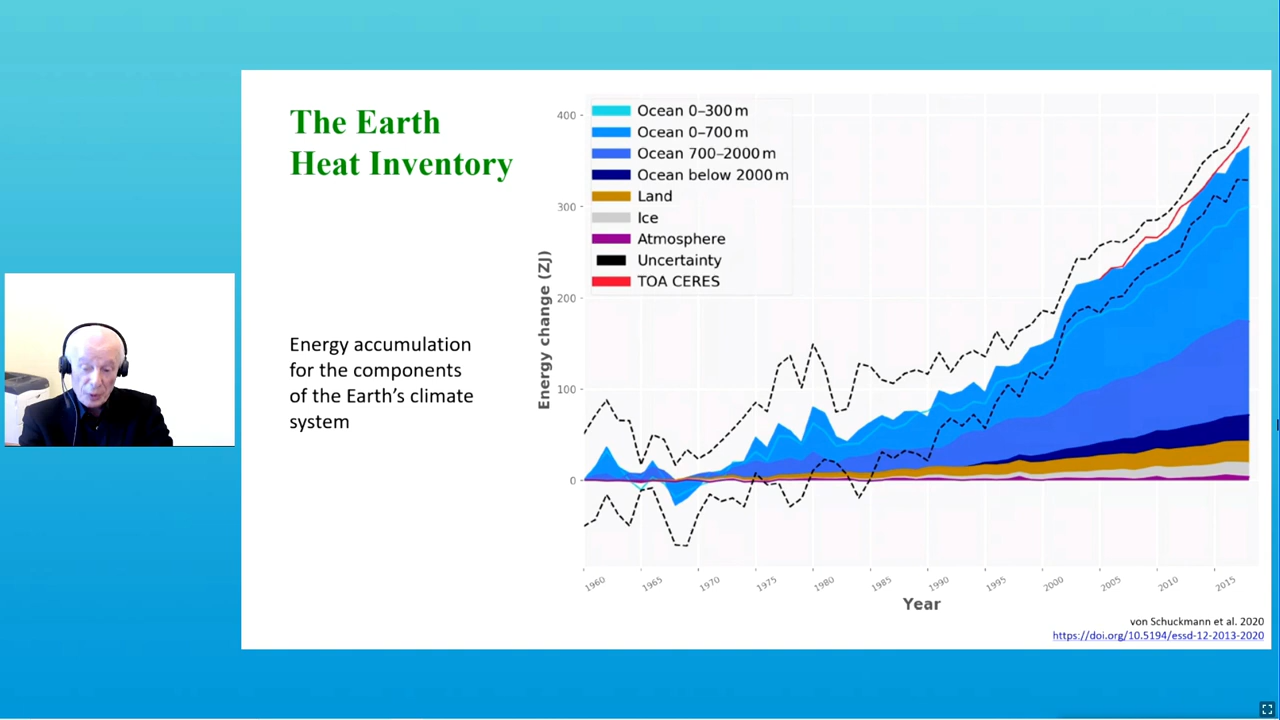 The Earth
Heat Inventory
Energy accumulation
for the components
of the Earth's climate
system
Ocean 0–300 m
Ocean 0–700 m
Ocean 700–2000 m
Ocean below 2000 m
Land
Ice
Atmosphere
Uncertainty
TOA CERES
Energy change (ZJ)
400
300
200
100
0
1960 1965 1970 1975 1980 1985 1990 1995 2000 2005 2010 2015
Year
von Schuckmann et al. 2020
https://doi.org/10.5194/essd-12-2013-2020